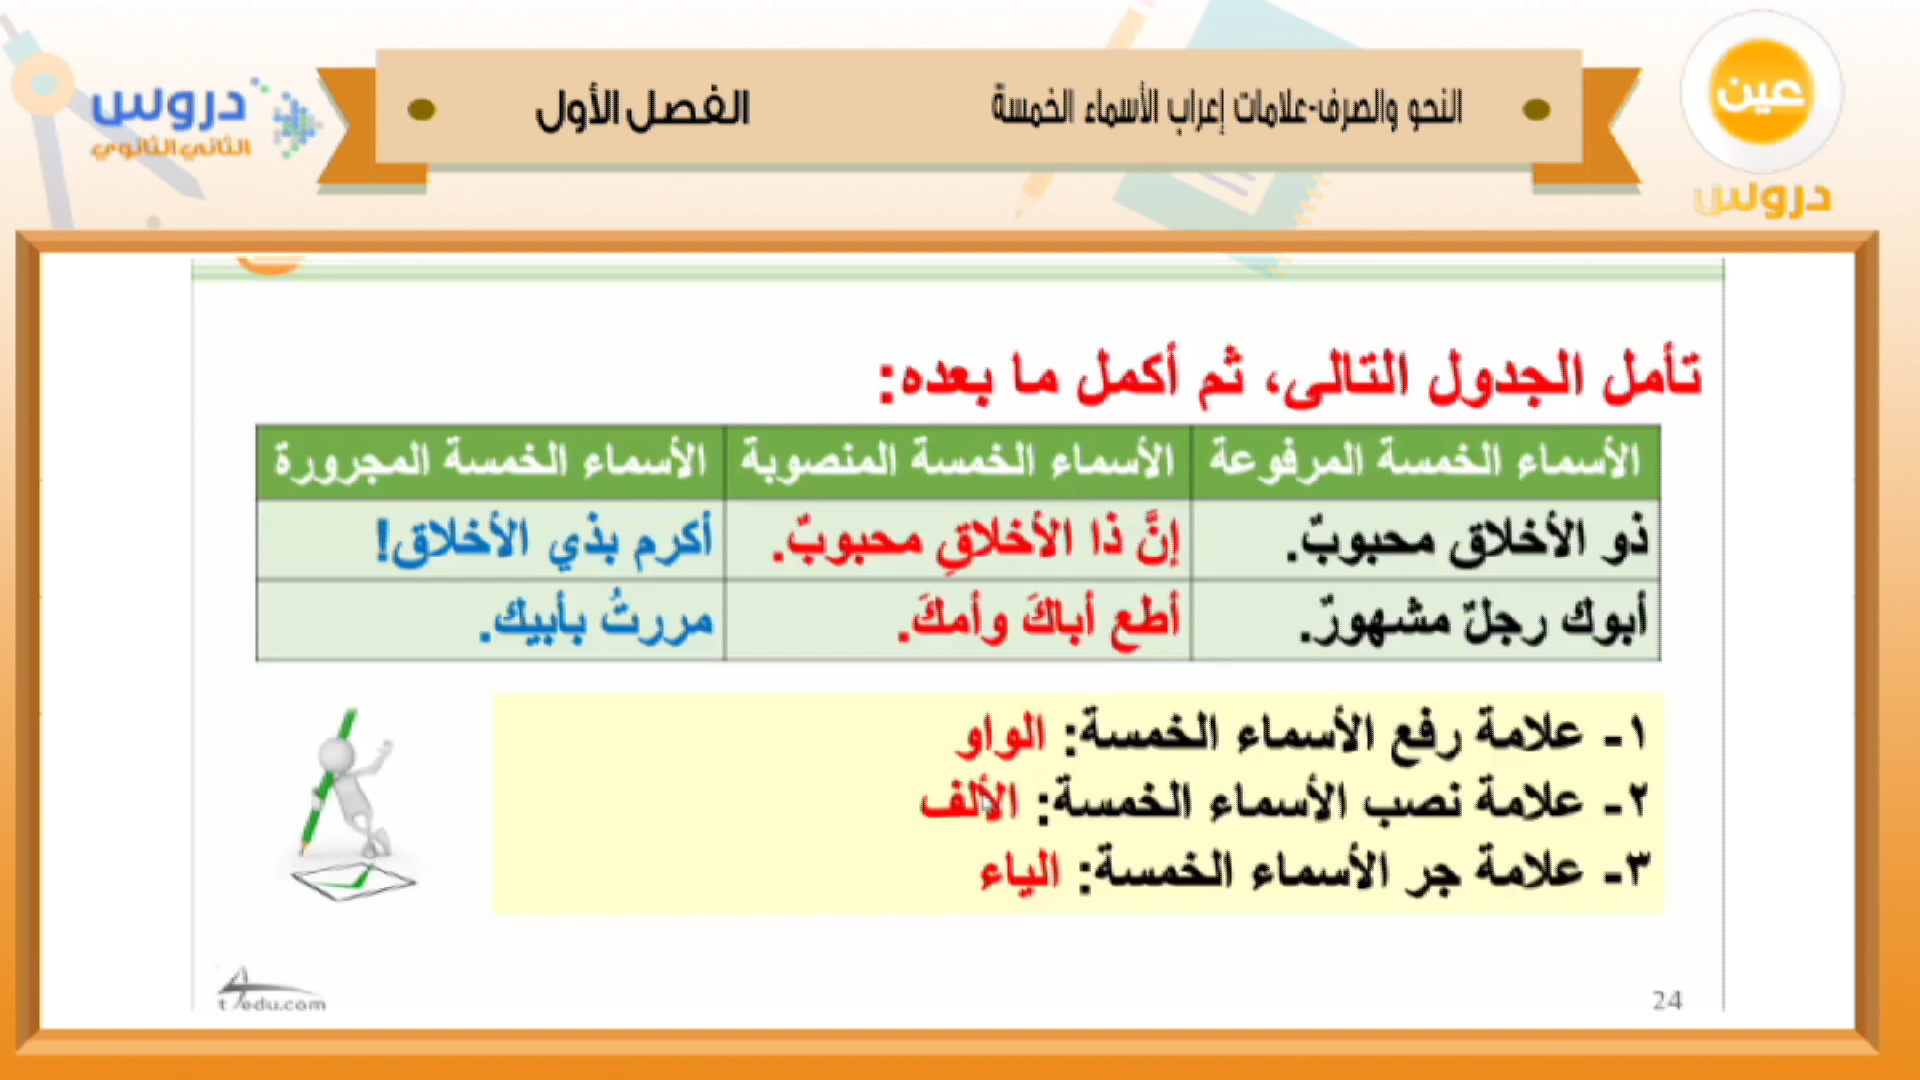 النحو والصرف-علامات إعراب الأسماء الخمسة
الفصل الأول
عين
دروس
دروس
الثاني الثانوي
تأمل الجدول التالى، ثم أكمل ما بعده:
الأسماء الخمسة المرفوعة الأسماء الخمسة المنصوبة الأسماء الخمسة المجرورة
ذو الأخلاق محبوبٌ. إنَّ ذا الأخلاقِ محبوبٌ. أكرم بذي الأخلاق!
أبوك رجلٌ مشهورٌ. أطع أباكَ وأمكَ. مررتُ بأبيك.
١- علامة رفع الأسماء الخمسة: الواو
٢- علامة نصب الأسماء الخمسة: الألف
٣- علامة جر الأسماء الخمسة: الياء
t4edu.com
24